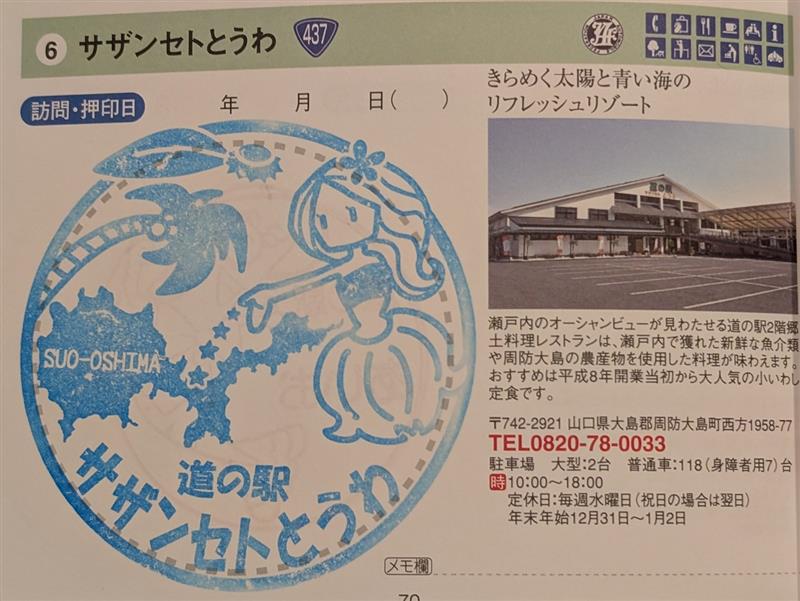 6 サザンセトとうわ 437
訪問・押印日 年 月 日( )
SUO-OSHIMA
道の駅
サザンセトとうわ
きらめく太陽と青い海の
リフレッシュリゾート
道の駅
瀬戸内のオーシャンビューが見わたせる道の駅2階郷
土料理レストランは、瀬戸内で獲れた新鮮な魚介類
や周防大島の農産物を使用した料理が味わえます。
おすすめは平成8年開業当初から大人気の小いわし
定食です。
〒742-2921 山口県大島郡周防大島町西方1958-77
TEL0820-78-0033
駐車場 大型:2台 普通車:118(身障者用7)台
時 10:00〜18:00
定休日:毎週水曜日(祝日の場合は翌日)
年末年始12月31日〜1月2日
メモ欄